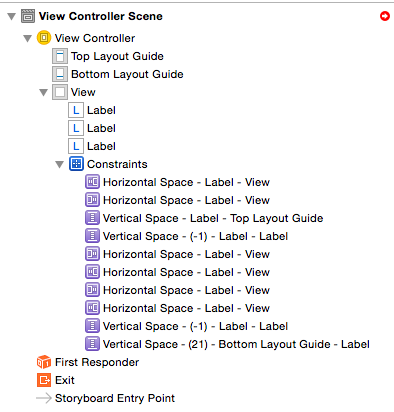 View Controller Scene
View Controller
Top Layout Guide
Bottom Layout Guide
View
L Label
L Label
L Label
Constraints
Horizontal Space - Label - View
Horizontal Space - Label - View
Vertical Space - Label - Top Layout Guide
Vertical Space - (-1) - Label - Label
Horizontal Space - Label - View
Horizontal Space - Label - View
Horizontal Space - Label - View
Horizontal Space - Label - View
Vertical Space - (-1) - Label - Label
Vertical Space - (21) - Bottom Layout Guide - Label
First Responder
Exit
Storyboard Entry Point